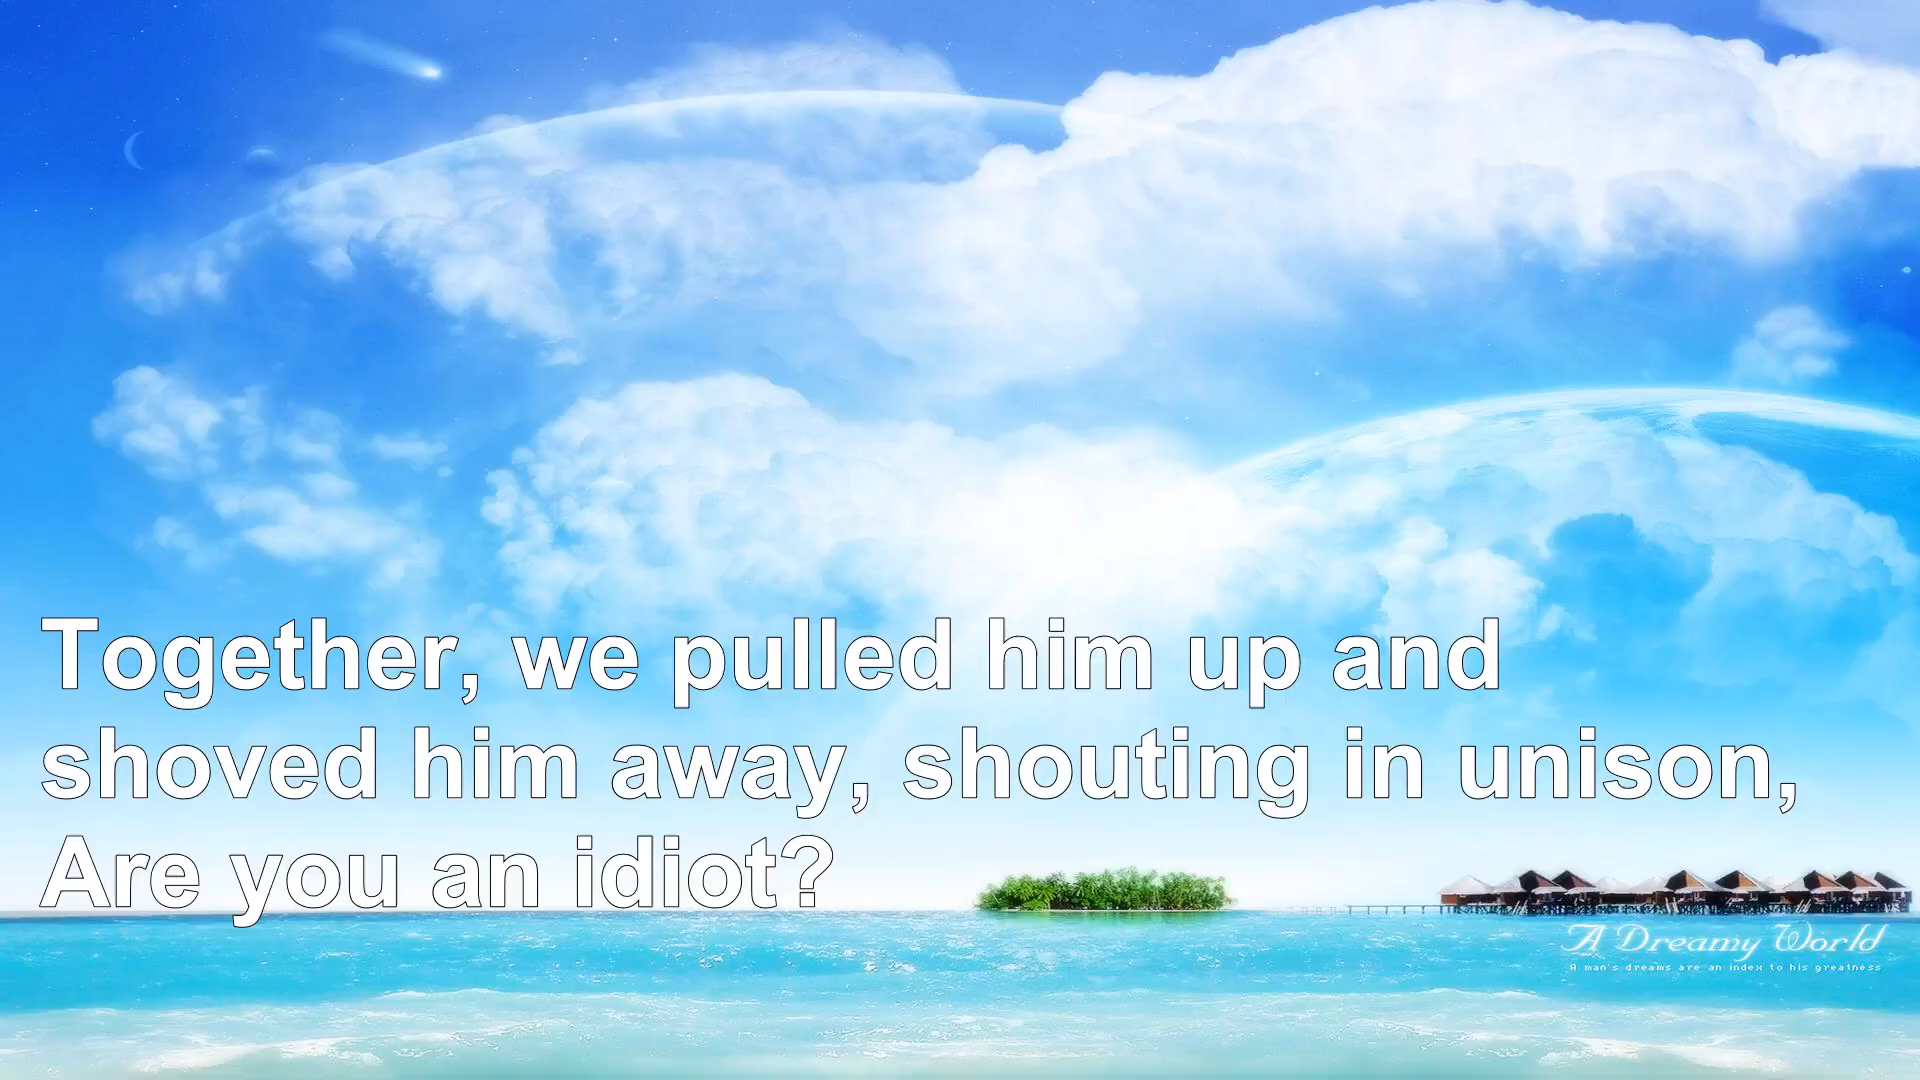 Together, we pulled him up and
shoved him away, shouting in unison,
Are you an idiot?
A Dreamy World
A man's dreams are an index to his greatness